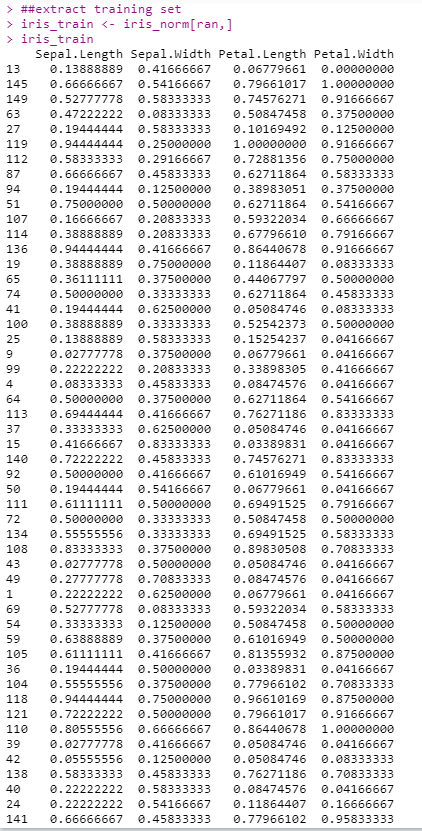 > ##extract training set
> iris_train <- iris_norm[ran,]
> iris_train
Sepal.Length Sepal.Width Petal.Length Petal.Width
13 0.13888889 0.41666667 0.06779661 0.00000000
145 0.66666667 0.54166667 0.79661017 1.00000000
149 0.52777778 0.58333333 0.74576271 0.91666667
63 0.47222222 0.08333333 0.50847458 0.37500000
27 0.19444444 0.58333333 0.10169492 0.12500000
119 0.94444444 0.25000000 1.00000000 0.91666667
112 0.58333333 0.29166667 0.72881356 0.75000000
87 0.66666667 0.45833333 0.62711864 0.58333333
94 0.19444444 0.12500000 0.38983051 0.37500000
51 0.75000000 0.50000000 0.62711864 0.54166667
107 0.16666667 0.20833333 0.59322034 0.66666667
114 0.38888889 0.20833333 0.67796610 0.79166667
136 0.94444444 0.41666667 0.86440678 0.91666667
19 0.38888889 0.75000000 0.11864407 0.08333333
65 0.36111111 0.37500000 0.44067797 0.50000000
74 0.50000000 0.33333333 0.62711864 0.45833333
41 0.19444444 0.62500000 0.05084746 0.08333333
100 0.38888889 0.33333333 0.52542373 0.50000000
25 0.13888889 0.58333333 0.15254237 0.04166667
9 0.02777778 0.37500000 0.06779661 0.04166667
99 0.22222222 0.20833333 0.33898305 0.41666667
4 0.08333333 0.45833333 0.08474576 0.04166667
64 0.50000000 0.37500000 0.62711864 0.54166667
113 0.69444444 0.41666667 0.76271186 0.83333333
37 0.33333333 0.62500000 0.05084746 0.04166667
15 0.41666667 0.83333333 0.03389831 0.04166667
140 0.72222222 0.45833333 0.74576271 0.83333333
92 0.50000000 0.41666667 0.61016949 0.54166667
50 0.19444444 0.54166667 0.06779661 0.04166667
111 0.61111111 0.50000000 0.69491525 0.79166667
72 0.50000000 0.33333333 0.50847458 0.50000000
134 0.55555556 0.33333333 0.69491525 0.58333333
108 0.83333333 0.37500000 0.89830508 0.70833333
43 0.02777778 0.50000000 0.05084746 0.04166667
49 0.27777778 0.70833333 0.08474576 0.04166667
1 0.22222222 0.62500000 0.06779661 0.04166667
69 0.52777778 0.08333333 0.59322034 0.58333333
54 0.33333333 0.12500000 0.50847458 0.50000000
59 0.63888889 0.37500000 0.61016949 0.50000000
105 0.61111111 0.41666667 0.81355932 0.87500000
36 0.19444444 0.50000000 0.03389831 0.04166667
104 0.55555556 0.37500000 0.77966102 0.70833333
118 0.94444444 0.75000000 0.96610169 0.87500000
121 0.72222222 0.50000000 0.79661017 0.91666667
110 0.80555556 0.66666667 0.86440678 1.00000000
39 0.02777778 0.41666667 0.05084746 0.04166667
42 0.05555556 0.12500000 0.05084746 0.08333333
138 0.58333333 0.45833333 0.76271186 0.70833333
40 0.22222222 0.58333333 0.08474576 0.04166667
24 0.22222222 0.54166667 0.11864407 0.16666667
141 0.66666667 0.45833333 0.77966102 0.95833333